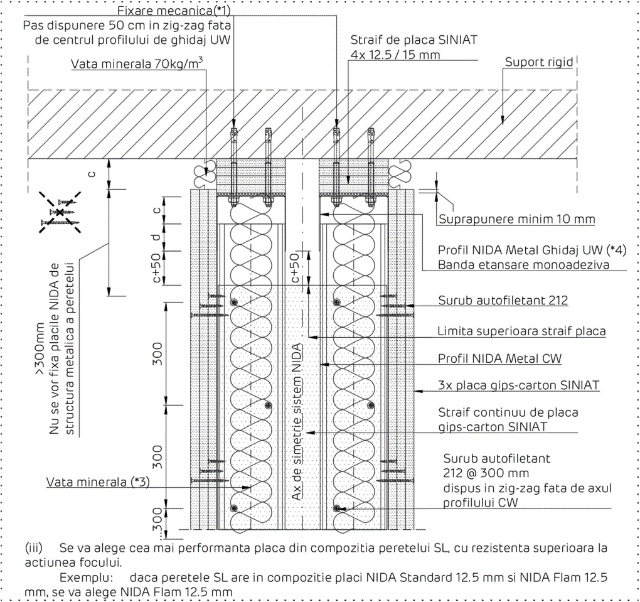 Fixare mecanica(*1)
Pas dispunere 50 cm in zig-zag fata
de centrul profilului de ghidaj UW
Vata minerala 70kg/m³
Straif de placa SINIAT
4x 12.5 / 15 mm
Suport rigid
c
c
d
c+50
c+50
Suprapunere minim 10 mm
Profil NIDA Metal Ghidaj UW (*4)
Banda etansare monoadeziva
>300mm
Nu se vor fixa placile NIDA de
structura metalica a peretelui
Surub autofiletant 212
Limita superioara straif placa
300
Profil NIDA Metal CW
3x placa gips-carton SINIAT
Ax de simetrie sistem NIDA
Straif continuu de placa
gips-carton SINIAT
300
Surub autofiletant
212 @ 300 mm
dispus in zig-zag fata de axul
profilului CW
Vata minerala (*3)
300
(iii) Se va alege cea mai performanta placa din compozitia peretelui SL, cu rezistenta superioara la
actiunea focului.
Exemplu: daca peretele SL are in compozitie placi NIDA Standard 12.5 mm si NIDA Flam 12.5
mm, se va alege NIDA Flam 12.5 mm